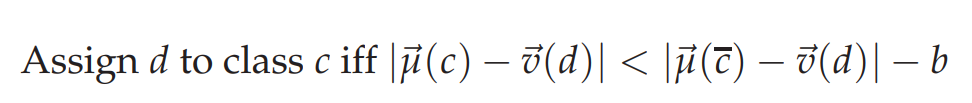 Assign d to class c iff |μ⃗(c) − v⃗(d)| < |μ⃗(c̅) − v⃗(d)| − b